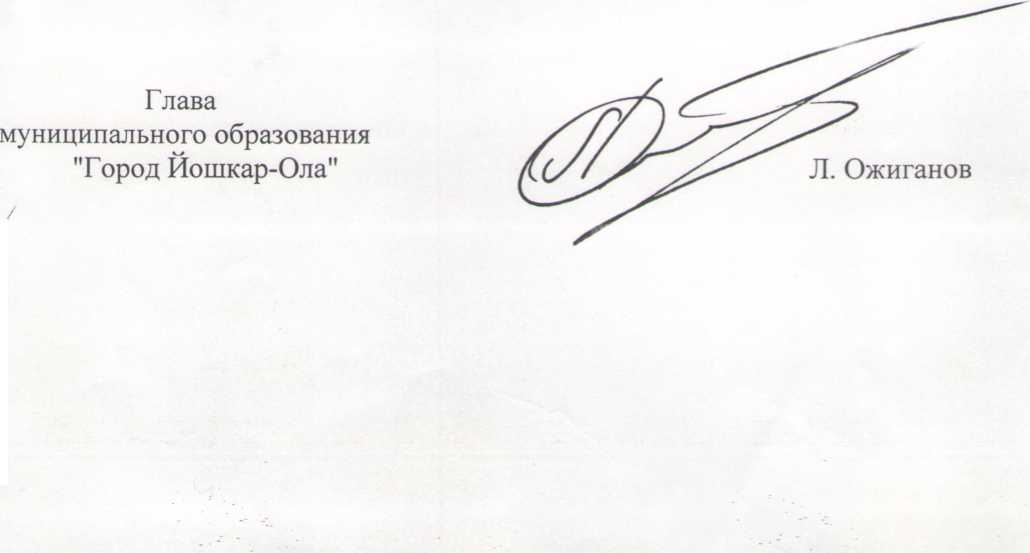 Глава
муниципального образования
"Город Йошкар-Ола"
Л. Ожиганов